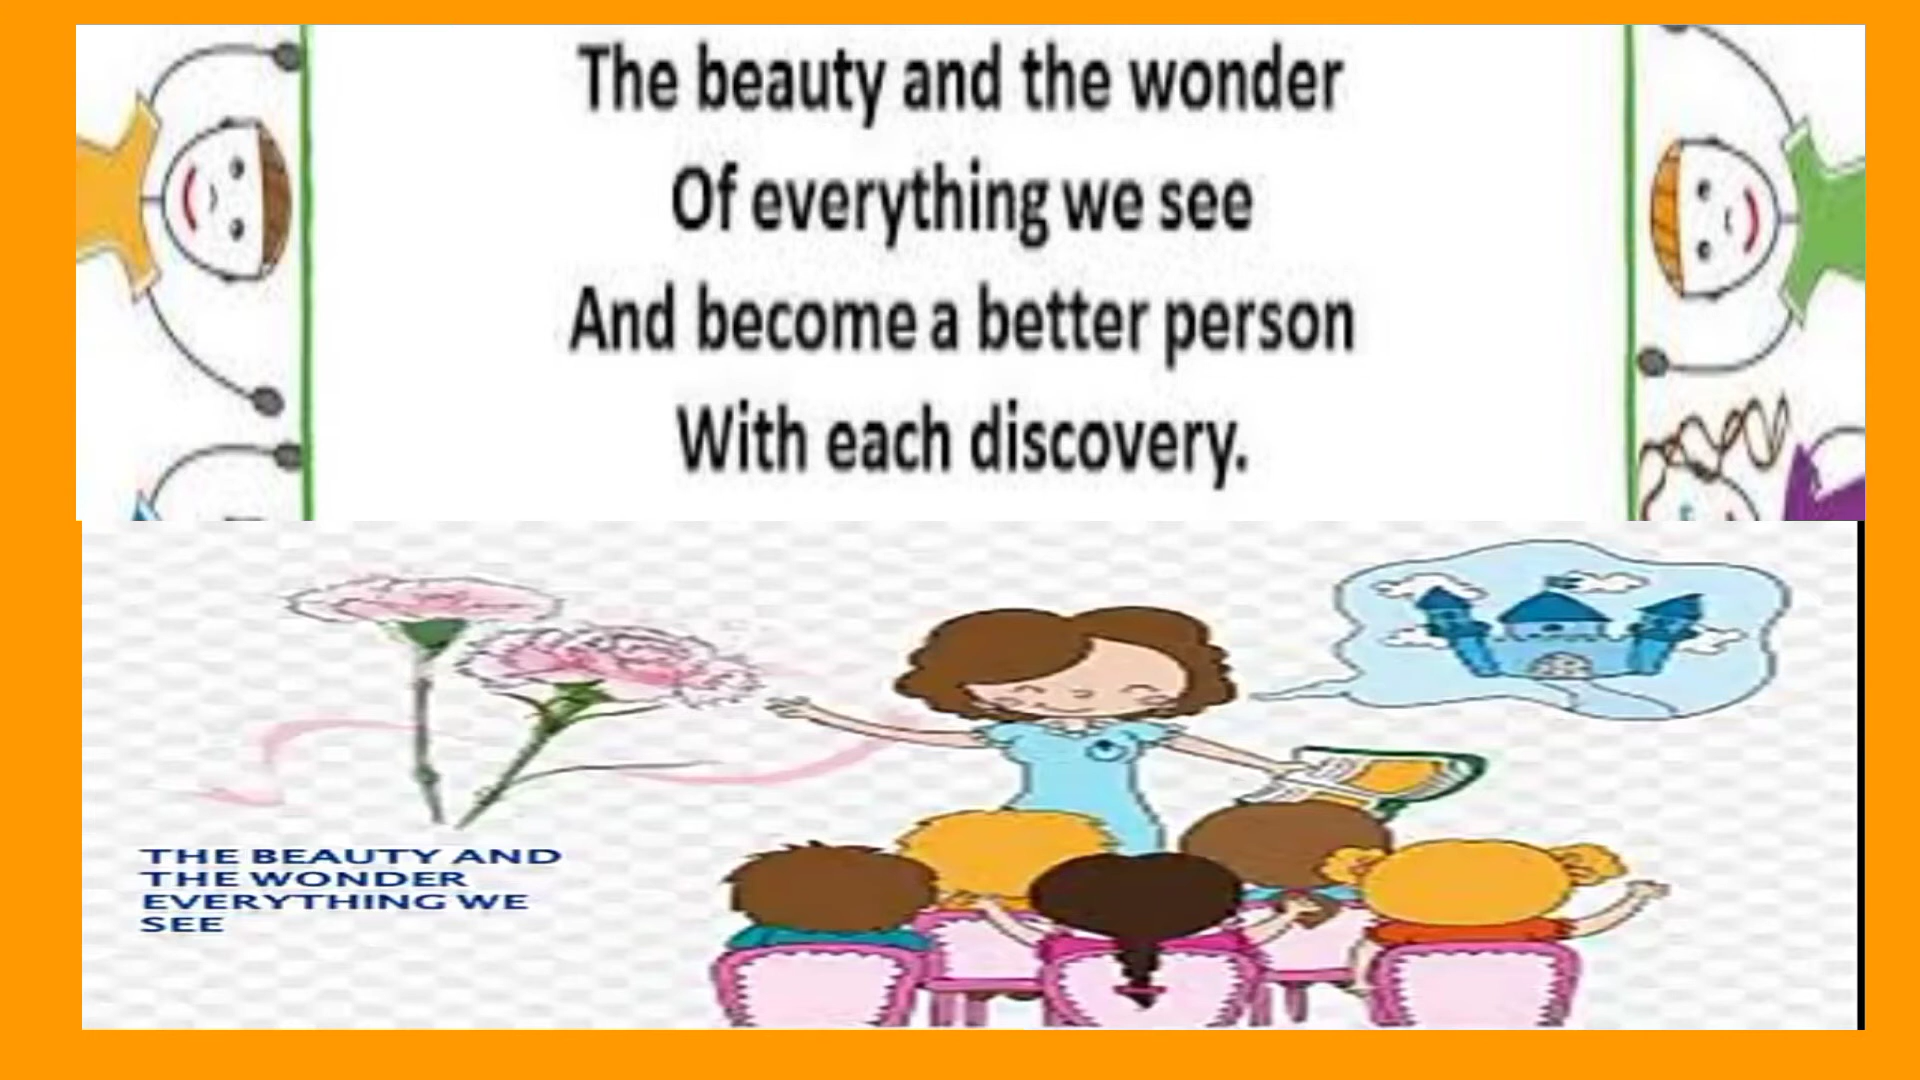 The beauty and the wonder
Of everything we see
And become a better person
With each discovery.
THE BEAUTY AND
THE WONDER
EVERYTHING WE
SEE